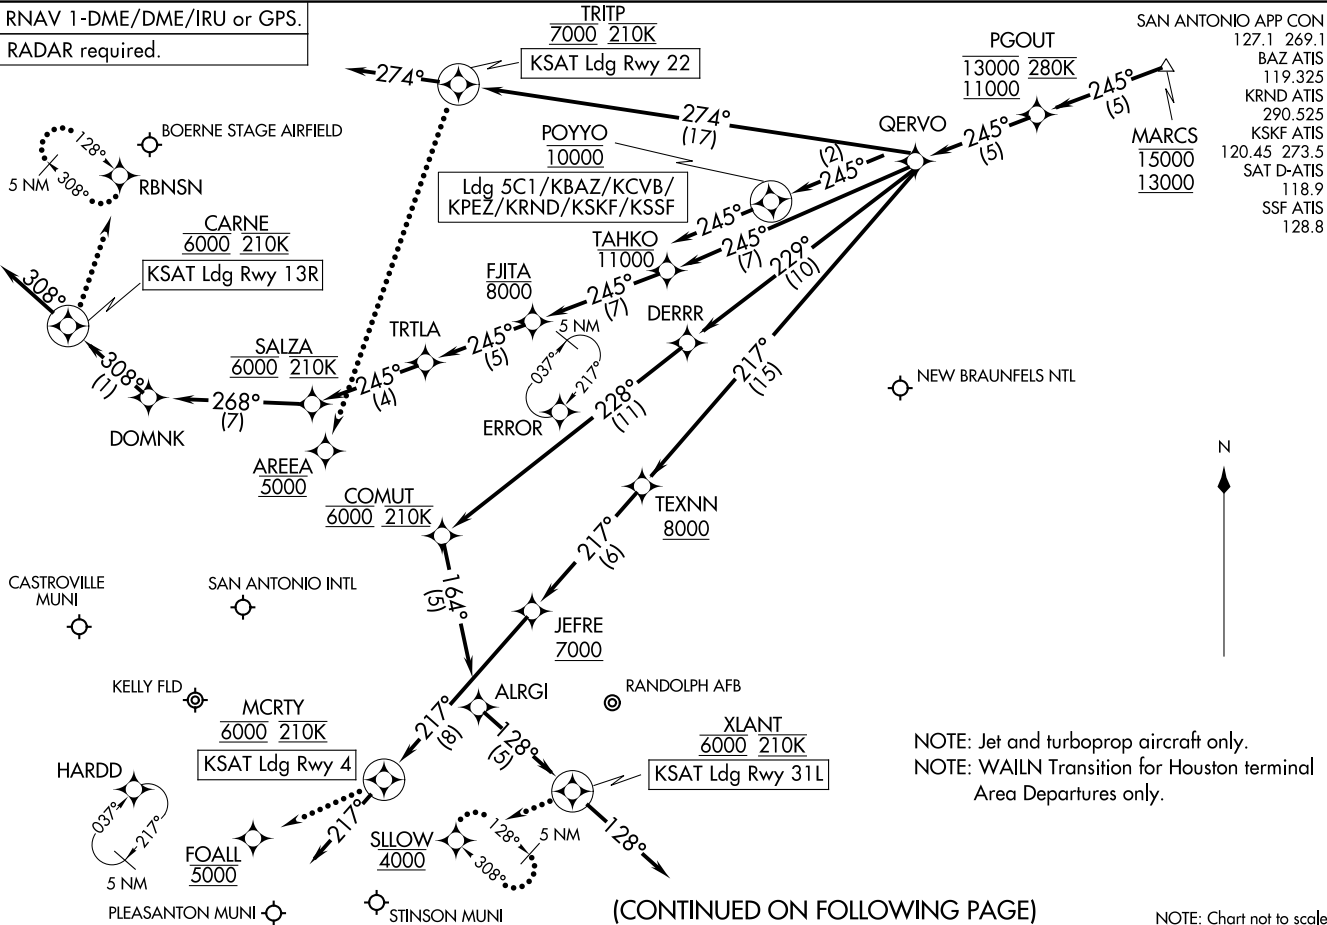 RNAV 1-DME/DME/IRU or GPS.
RADAR required.
TRITP
7000 210K
KSAT Ldg Rwy 22
274°
274°
(17)
PGOUT
13000 280K
11000
SAN ANTONIO APP CON
127.1 269.1
BAZ ATIS
119.325
KRND ATIS
290.525
KSKF ATIS
120.45 273.5
SAT D-ATIS
118.9
SSF ATIS
128.8
245°
(5)
MARCS
15000
13000
245°
(5)
QERVO
POYYO
10000
Ldg 5C1/KBAZ/KCVB/
KPEZ/KRND/KSKF/KSSF
(2)
245°
245°
BOERNE STAGE AIRFIELD
128°
308°
5 NM
RBNSN
CARNE
6000 210K
KSAT Ldg Rwy 13R
308°
TAHKO
11000
245°
(7)
229°
(10)
FJITA
8000
245°
(7)
DERRR
217°
(15)
TRTLA
245°
(5)
5 NM
037°
217°
ERROR
NEW BRAUNFELS NTL
SALZA
6000 210K
245°
(4)
308°
(1)
268°
(7)
DOMNK
228°
(11)
AREEA
5000
N
COMUT
6000 210K
TEXNN
8000
217°
(6)
CASTROVILLE
MUNI
SAN ANTONIO INTL
164°
(5)
JEFRE
7000
KELLY FLD
MCRTY
6000 210K
KSAT Ldg Rwy 4
217°
(8)
ALRGI
RANDOLPH AFB
128°
(5)
XLANT
6000 210K
KSAT Ldg Rwy 31L
NOTE: Jet and turboprop aircraft only.
NOTE: WAILN Transition for Houston terminal
Area Departures only.
HARDD
037°
217°
5 NM
217°
FOALL
5000
SLLOW
4000
128°
308°
5 NM
128°
PLEASANTON MUNI
STINSON MUNI
(CONTINUED ON FOLLOWING PAGE)
NOTE: Chart not to scale